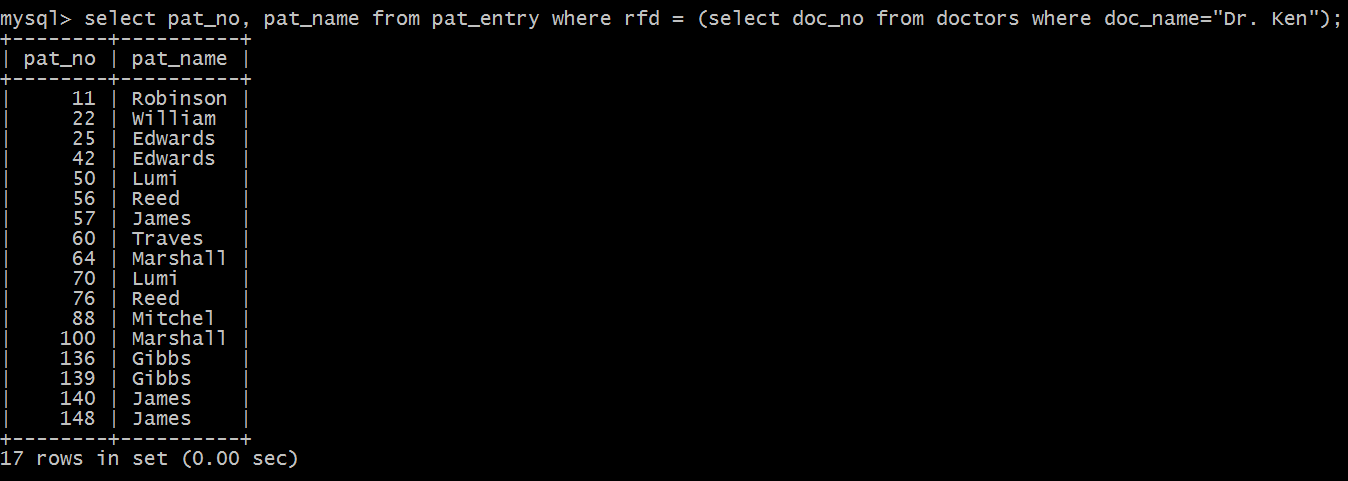 mysql> select pat_no, pat_name from pat_entry where rfd = (select doc_no from doctors where doc_name="Dr. Ken");
+--------+----------+
| pat_no | pat_name |
+--------+----------+
|     11 | Robinson |
|     22 | William  |
|     25 | Edwards  |
|     42 | Edwards  |
|     50 | Lumi     |
|     56 | Reed     |
|     57 | James    |
|     60 | Traves   |
|     64 | Marshall |
|     70 | Lumi     |
|     76 | Reed     |
|     88 | Mitchel  |
|    100 | Marshall |
|    136 | Gibbs    |
|    139 | Gibbs    |
|    140 | James    |
|    148 | James    |
+--------+----------+
17 rows in set (0.00 sec)